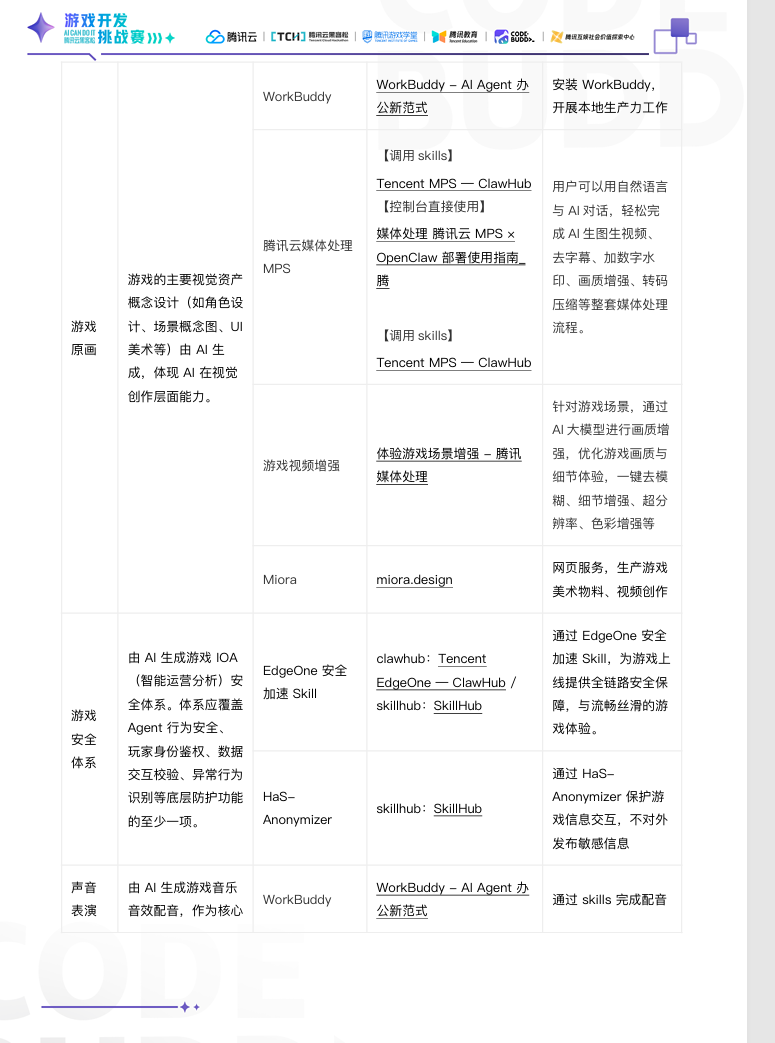 游戏开发
AI CAN DO IT
腾讯云黑客松
挑战赛
腾讯云
【TCH】
腾讯云黑客松
Tencent Cloud Hackathon
腾讯游戏学堂
TENCENT INSTITUTE OF GAMES
腾讯教育
Tencent Education
CODE-
BUDD>_
腾讯互娱社会价值探索中心
CODE
BUDD
WorkBuddy
WorkBuddy – AI Agent 办
公新范式
安装 WorkBuddy,
开展本地生产力工作
游戏
原画
游戏的主要视觉资产
概念设计（如角色设
计、场景概念图、UI
美术等）由 AI 生
成，体现 AI 在视觉
创作层面能力。
腾讯云媒体处理
MPS
【调用 skills】
Tencent MPS — ClawHub
【控制台直接使用】
媒体处理 腾讯云 MPS ×
OpenClaw 部署使用指南_
腾
【调用 skills】
Tencent MPS — ClawHub
用户可以用自然语言
与 AI 对话，轻松完
成 AI 生图生视频、
去字幕、加数字水
印、画质增强、转码
压缩等整套媒体处理
流程。
游戏视频增强
体验游戏场景增强 – 腾讯
媒体处理
针对游戏场景，通过
AI 大模型进行画质增
强，优化游戏画质与
细节体验，一键去模
糊、细节增强、超分
辨率、色彩增强等
Miora
miora.design
网页服务，生产游戏
美术物料、视频创作
游戏
安全
体系
由 AI 生成游戏 IOA
（智能运营分析）安
全体系。体系应覆盖
Agent 行为安全、
玩家身份鉴权、数据
交互校验、异常行为
识别等底层防护功能
的至少一项。
EdgeOne 安全
加速 Skill
clawhub：Tencent
EdgeOne — ClawHub /
skillhub：SkillHub
通过 EdgeOne 安全
加速 Skill，为游戏上
线提供全链路安全保
障，与流畅丝滑的游
戏体验。
HaS–
Anonymizer
skillhub：SkillHub
通过 HaS–
Anonymizer 保护游
戏信息交互，不对外
发布敏感信息
声音
表演
由 AI 生成游戏音乐
音效配音，作为核心
WorkBuddy
WorkBuddy – AI Agent 办
公新范式
通过 skills 完成配音
CODE
BUDD